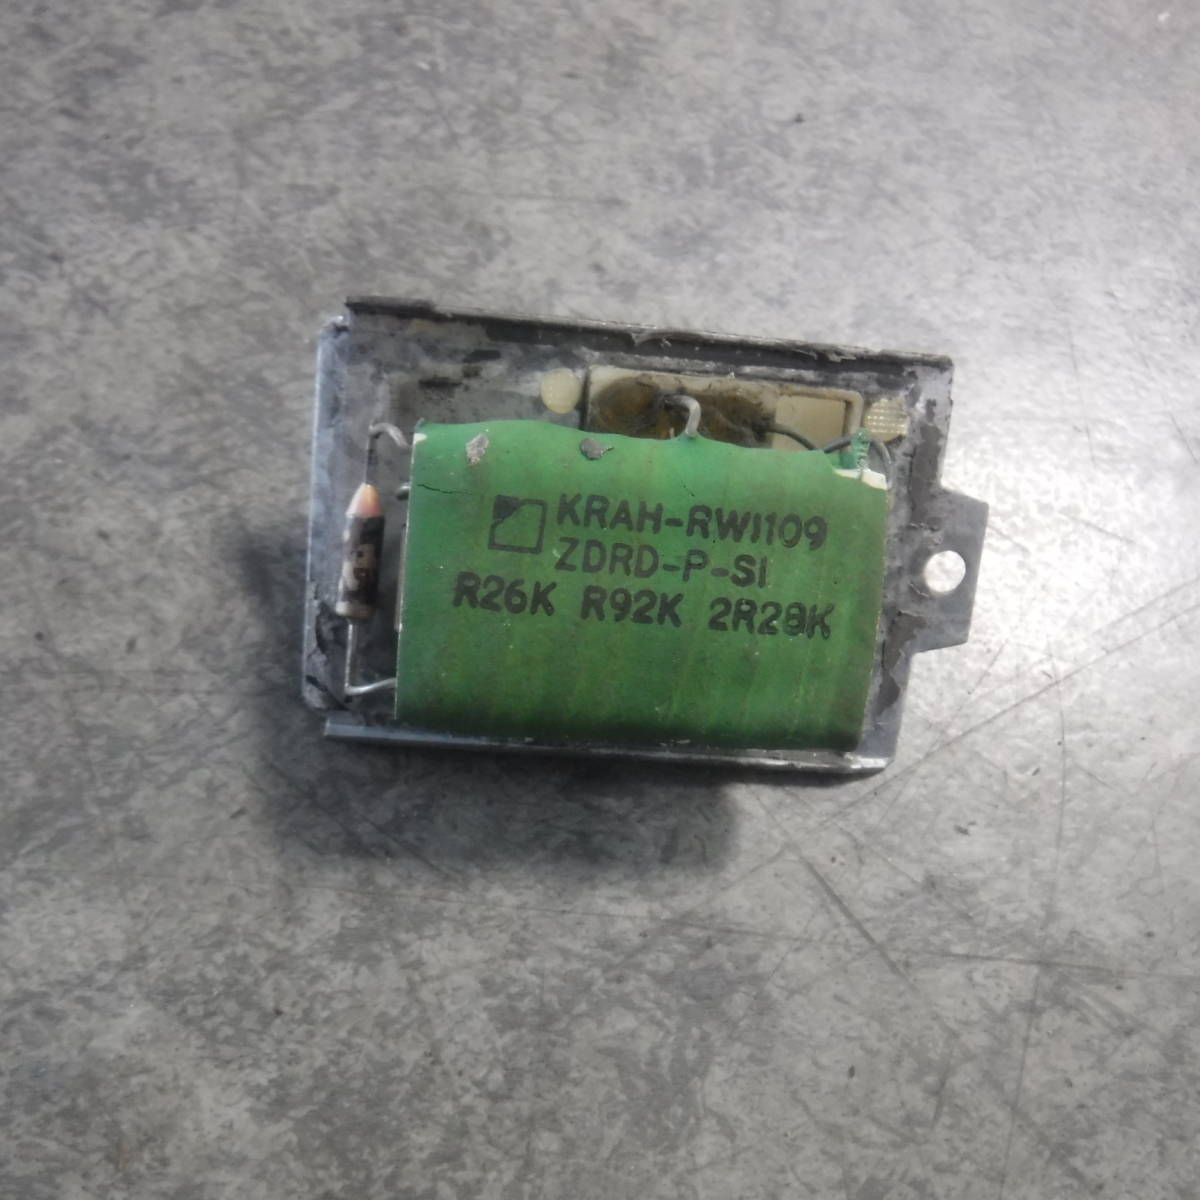 KRAH-RWI109
ZDRD-P-SI
R26K R92K 2R28K